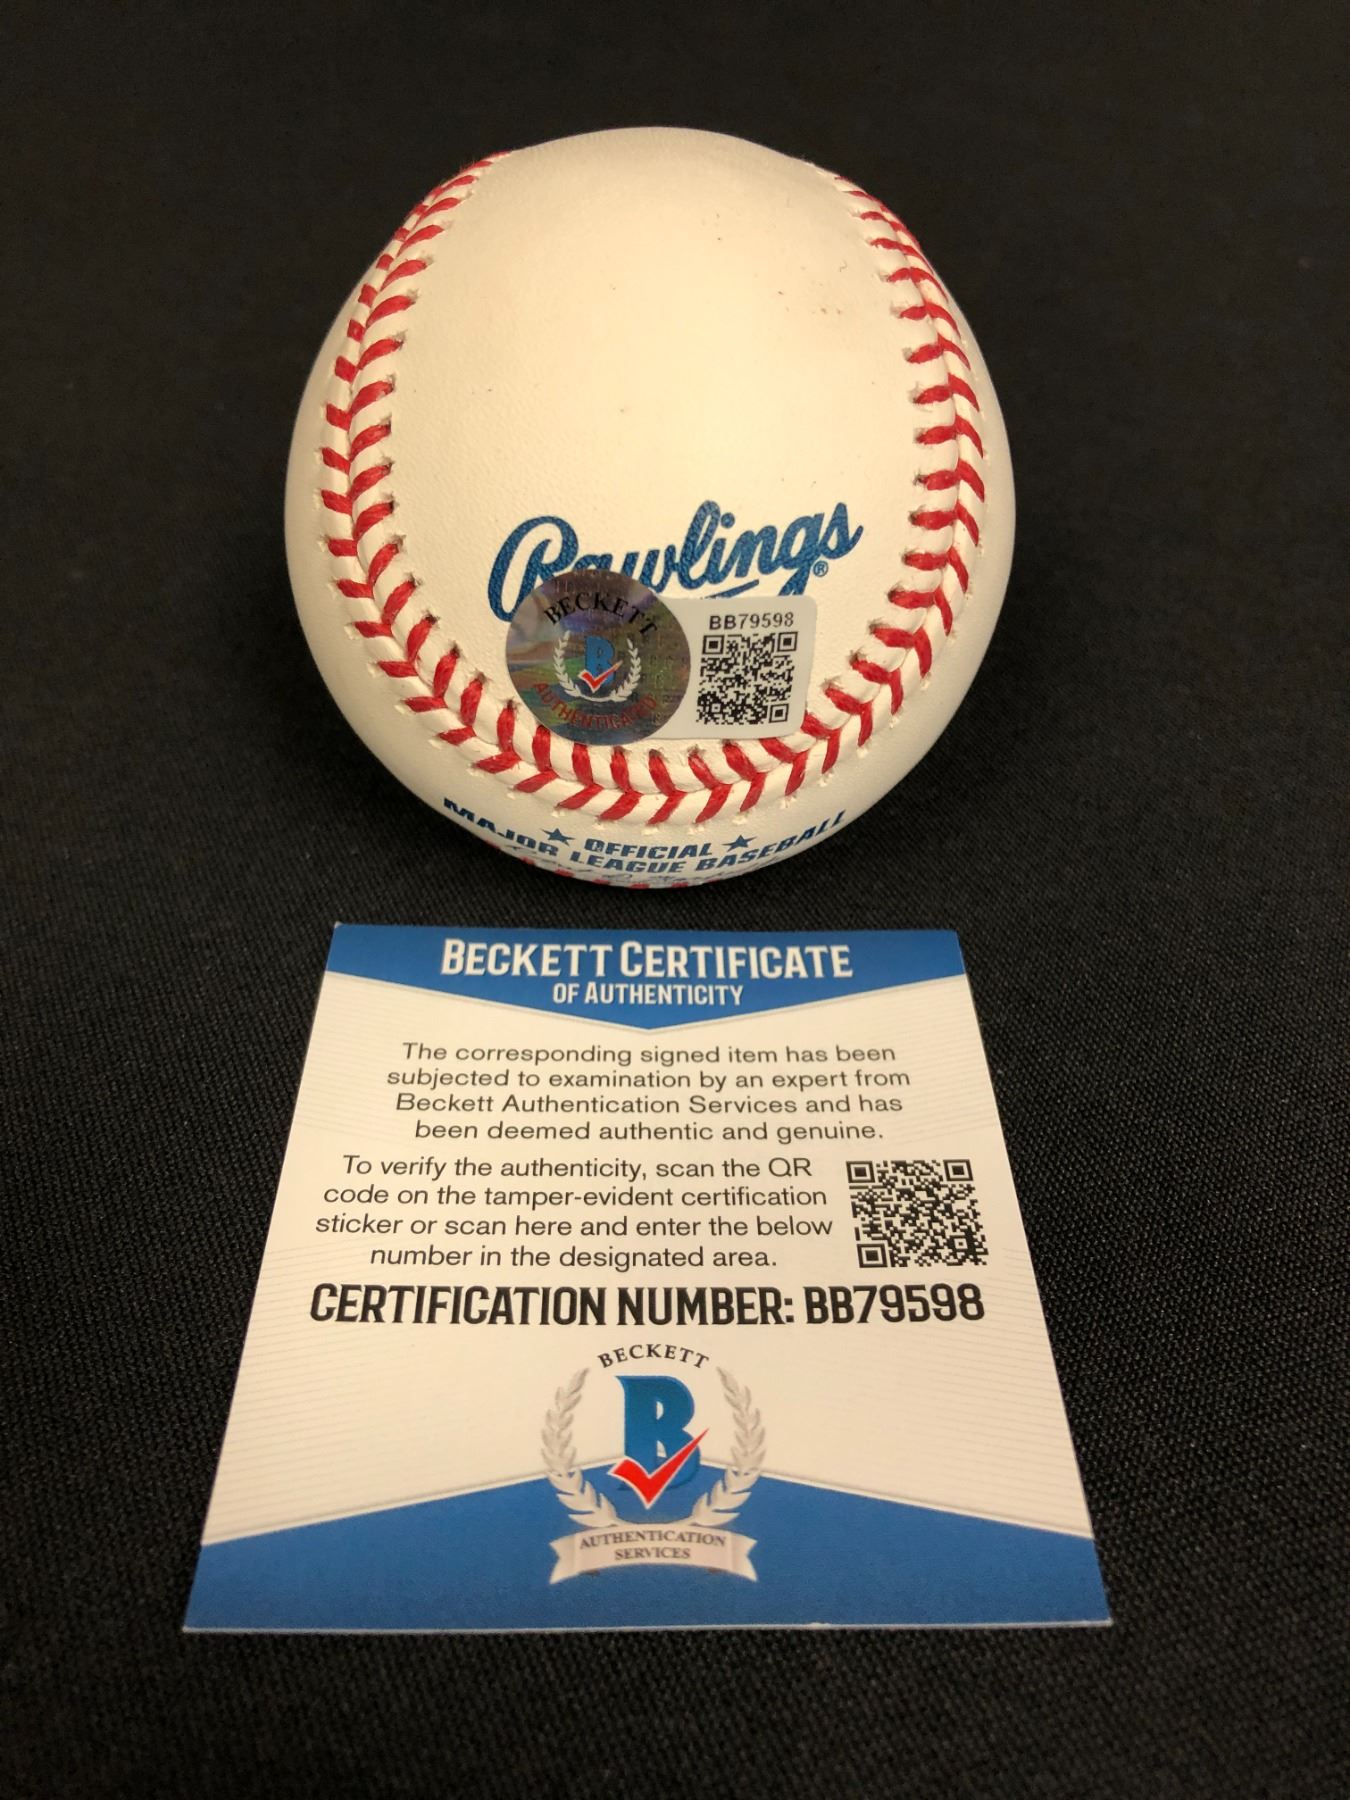 Rawlings
®
BECKETT
AUTHENTICATED
BB79598
OFFICIAL
MAJOR LEAGUE BASEBALL
BECKETT CERTIFICATE
OF AUTHENTICITY
The corresponding signed item has been
subjected to examination by an expert from
Beckett Authentication Services and has
been deemed authentic and genuine.
To verify the authenticity, scan the QR
code on the tamper-evident certification
sticker or scan here and enter the below
number in the designated area.
CERTIFICATION NUMBER: BB79598
BECKETT
B
AUTHENTICATION
SERVICES